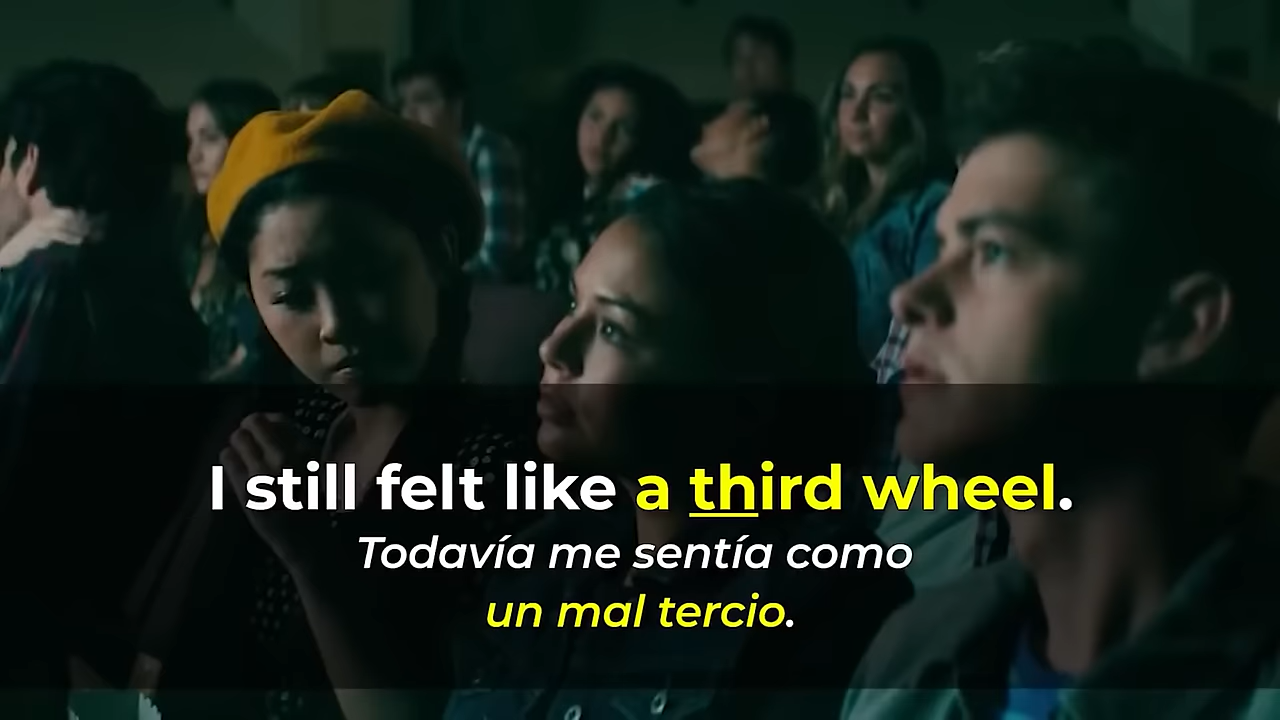 I still felt like a third wheel.
Todavía me sentía como
un mal tercio.